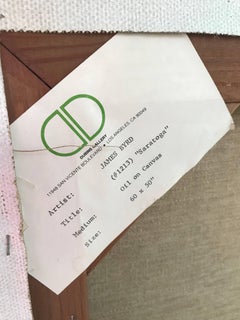 DUBINS GALLERY
11948 SAN VICENTE BOULEVARD • LOS ANGELES, CA 90049
Artist: JAMES BYRD
Title: (#1213) "Saratoga"
Medium: Oil on Canvas
Size: 60 x 50"